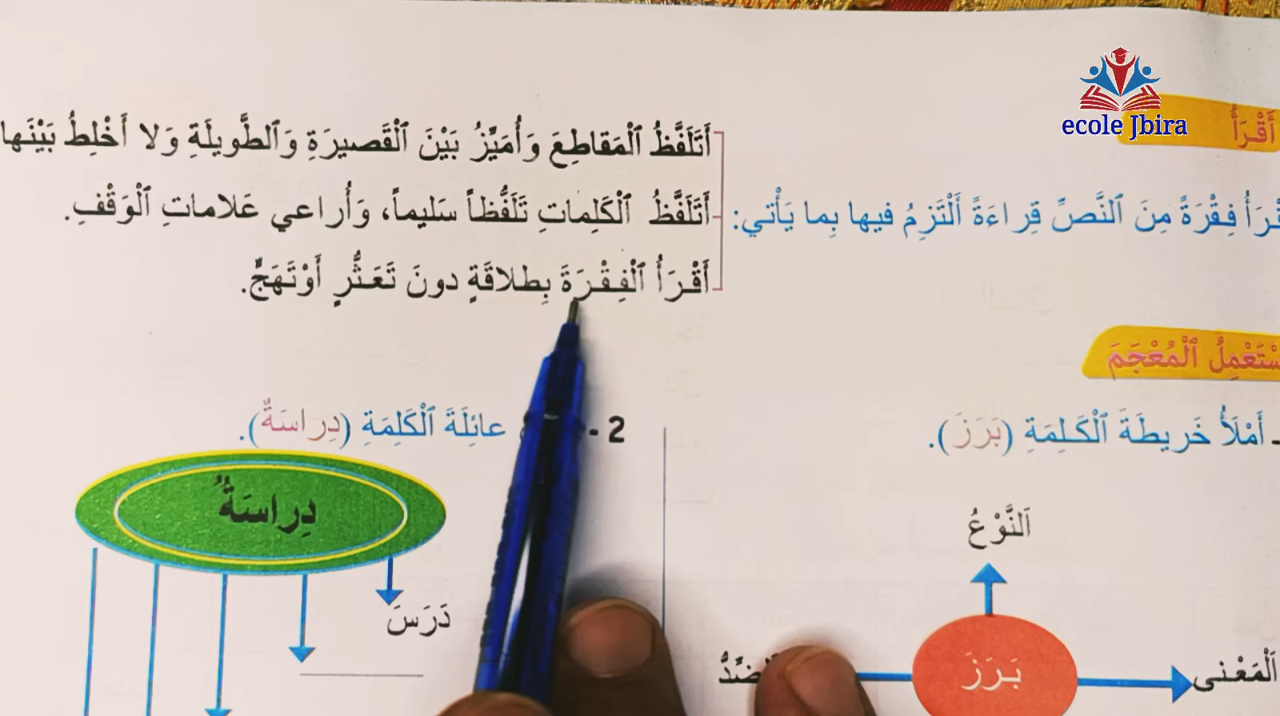 ecole Jbira
أَقْرَأُ
أَتَلَفَّظُ ٱلْمَقاطِعَ وَأُمَيِّزُ بَيْنَ ٱلْقَصيرَةِ وَٱلطَّويلَةِ وَلا أَخْلِطُ بَيْنَها
فِقْرَةً مِنَ ٱلنَّصِّ قِراءَةً أَلْتَزِمُ فيها بِما يَأْتي:
أَتَلَفَّظُ ٱلْكَلِماتِ تَلَفُّظاً سَليماً، وَأُراعي عَلاماتِ ٱلْوَقْفِ.
أَقْرَأُ ٱلْفِقْرَةَ بِطلاقَةٍ دونَ تَعَثُّرٍ أَوْتَهَجٍّ.
ٱلْمُعْجَمَ
- أَمْلَأُ خَريطَةَ ٱلْكَلِمَةِ (بَرَزَ).
2 - عائِلَةَ ٱلْكَلِمَةِ (دِراسَةٌ).
دِراسَةٌ
اَلنَّوْعُ
دَرَسَ
بَرَزَ
اَلْمَعْنى